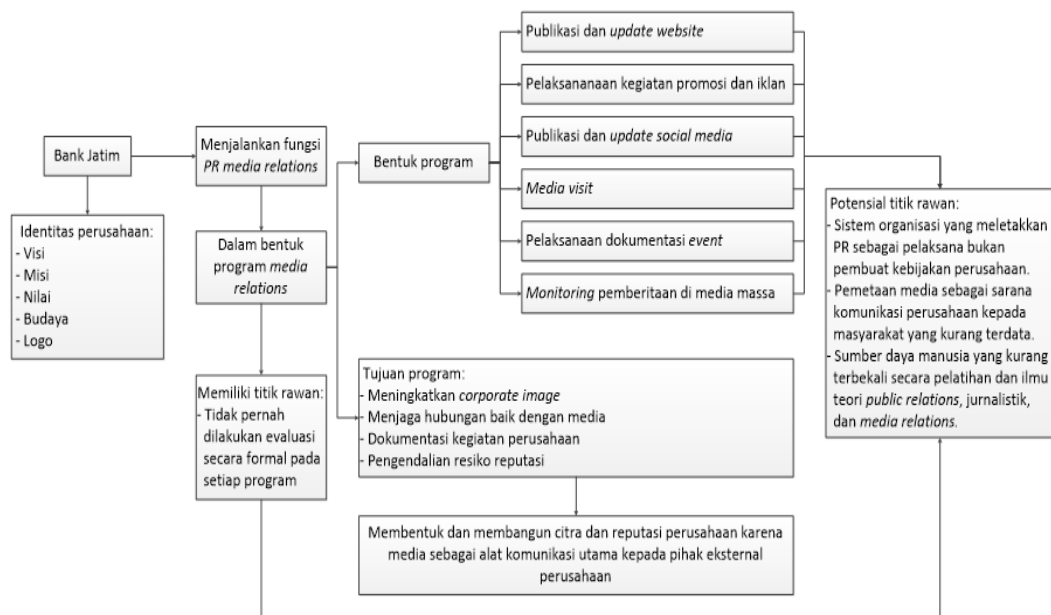 Bank Jatim
Identitas perusahaan:
- Visi
- Misi
- Nilai
- Budaya
- Logo
Menjalankan fungsi
PR media relations
Dalam bentuk
program media
relations
Memiliki titik rawan:
- Tidak pernah
dilakukan evaluasi
secara formal pada
setiap program
Bentuk program
Publikasi dan update website
Pelaksananaan kegiatan promosi dan iklan
Publikasi dan update social media
Media visit
Pelaksanaan dokumentasi event
Monitoring pemberitaan di media massa
Tujuan program:
- Meningkatkan corporate image
- Menjaga hubungan baik dengan media
- Dokumentasi kegiatan perusahaan
- Pengendalian resiko reputasi
Membentuk dan membangun citra dan reputasi perusahaan karena
media sebagai alat komunikasi utama kepada pihak eksternal
perusahaan
Potensial titik rawan:
- Sistem organisasi yang meletakkan
PR sebagai pelaksana bukan
pembuat kebijakan perusahaan.
- Pemetaan media sebagai sarana
komunikasi perusahaan kepada
masyarakat yang kurang terdata.
- Sumber daya manusia yang kurang
terbekali secara pelatihan dan ilmu
teori public relations, jurnalistik,
dan media relations.